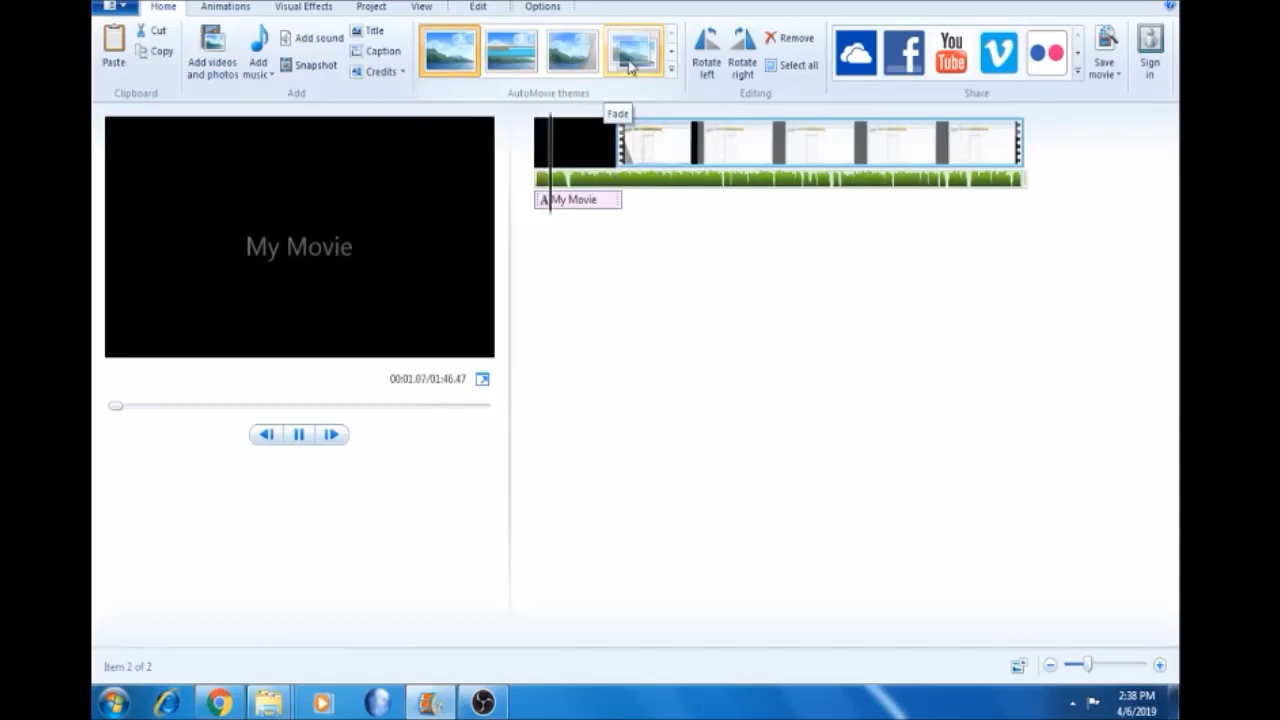 Home Animations Visual Effects Project View Edit Options
Paste
Cut
Copy
Clipboard
Add videos
and photos
Add
music
Add sound
Snapshot
Title
Caption
Credits
Add
AutoMovie themes
Fade
Rotate
left
Rotate
right
Remove
Select all
Editing
You
Tube
Share
Save
movie
Sign
in
My Movie
00:01.07/01:46.47
A My Movie
Item 2 of 2
2:38 PM
4/6/2019